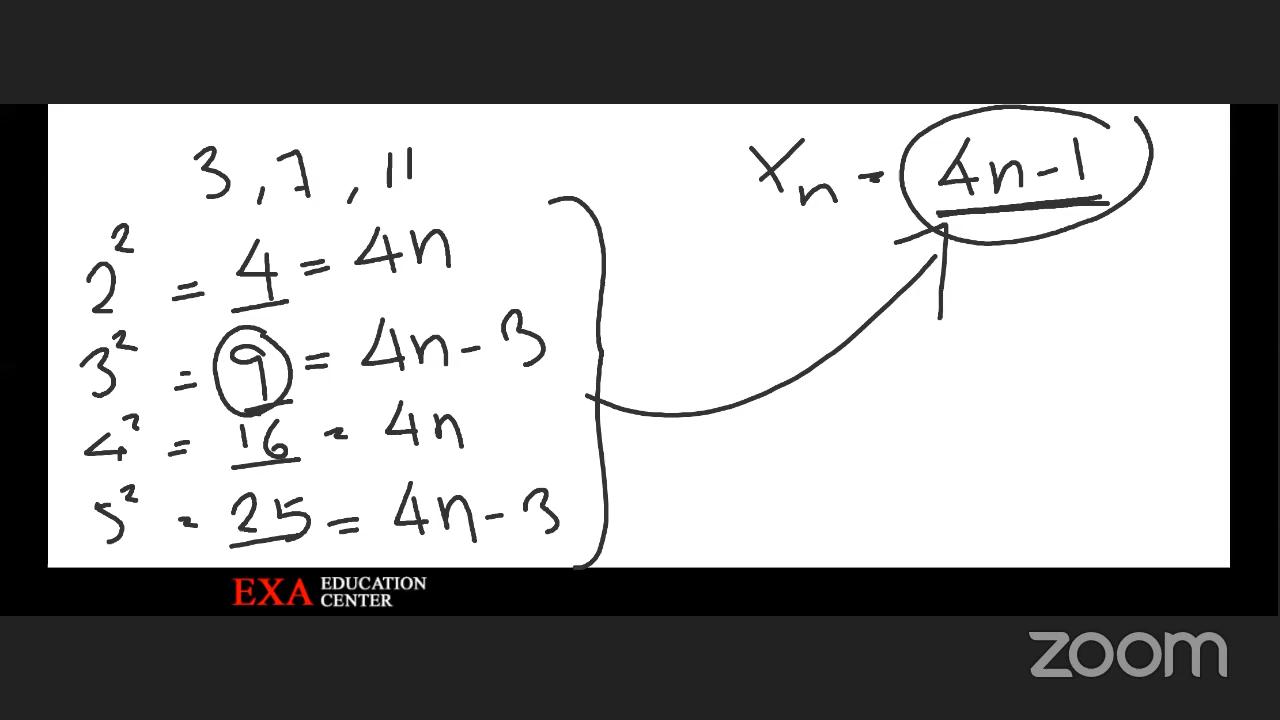 3, 7, 11
Xn = 4n-1
2² = 4 = 4n
3² = 9 = 4n-3
4² = 16 = 4n
5² = 25 = 4n-3
EXA EDUCATION
CENTER
zoom